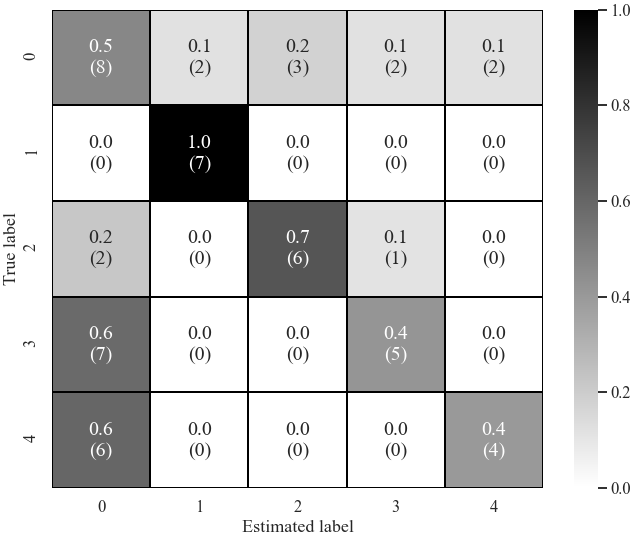 0.5 0.1 0.2 0.1 0.1
(8) (2) (3) (2) (2)
0
0.0 1.0 0.0 0.0 0.0
(0) (7) (0) (0) (0)
1
0.2 0.0 0.7 0.1 0.0
(2) (0) (6) (1) (0)
2
True label
0.6 0.0 0.0 0.4 0.0
(7) (0) (0) (5) (0)
3
0.6 0.0 0.0 0.0 0.4
(6) (0) (0) (0) (4)
4
0 1 2 3 4
Estimated label
1.0
0.8
0.6
0.4
0.2
0.0